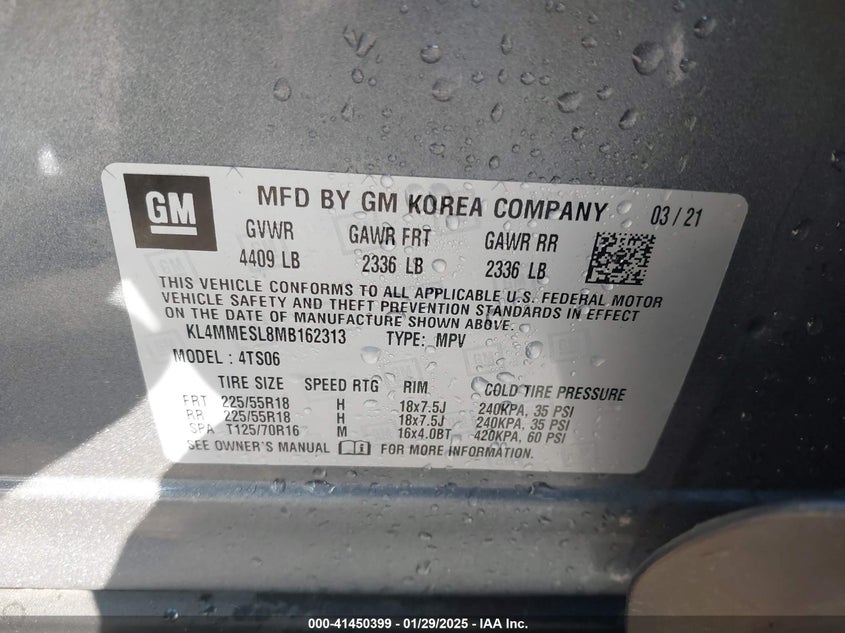 GM
MFD BY GM KOREA COMPANY 03 / 21
GVWR GAWR FRT GAWR RR
4409 LB 2336 LB 2336 LB
THIS VEHICLE CONFORMS TO ALL APPLICABLE U.S. FEDERAL MOTOR
VEHICLE SAFETY AND THEFT PREVENTION STANDARDS IN EFFECT
ON THE DATE OF MANUFACTURE SHOWN ABOVE.
KL4MMESL8MB162313 TYPE: MPV
MODEL : 4TS06
TIRE SIZE SPEED RTG RIM COLD TIRE PRESSURE
FRT 225/55R18 H 18x7.5J 240KPA, 35 PSI
RR 225/55R18 H 18x7.5J 240KPA, 35 PSI
SPA T125/70R16 M 16x4.0BT 420KPA, 60 PSI
SEE OWNER'S MANUAL FOR MORE INFORMATION.
000-41450399 - 01/29/2025 - IAA Inc.